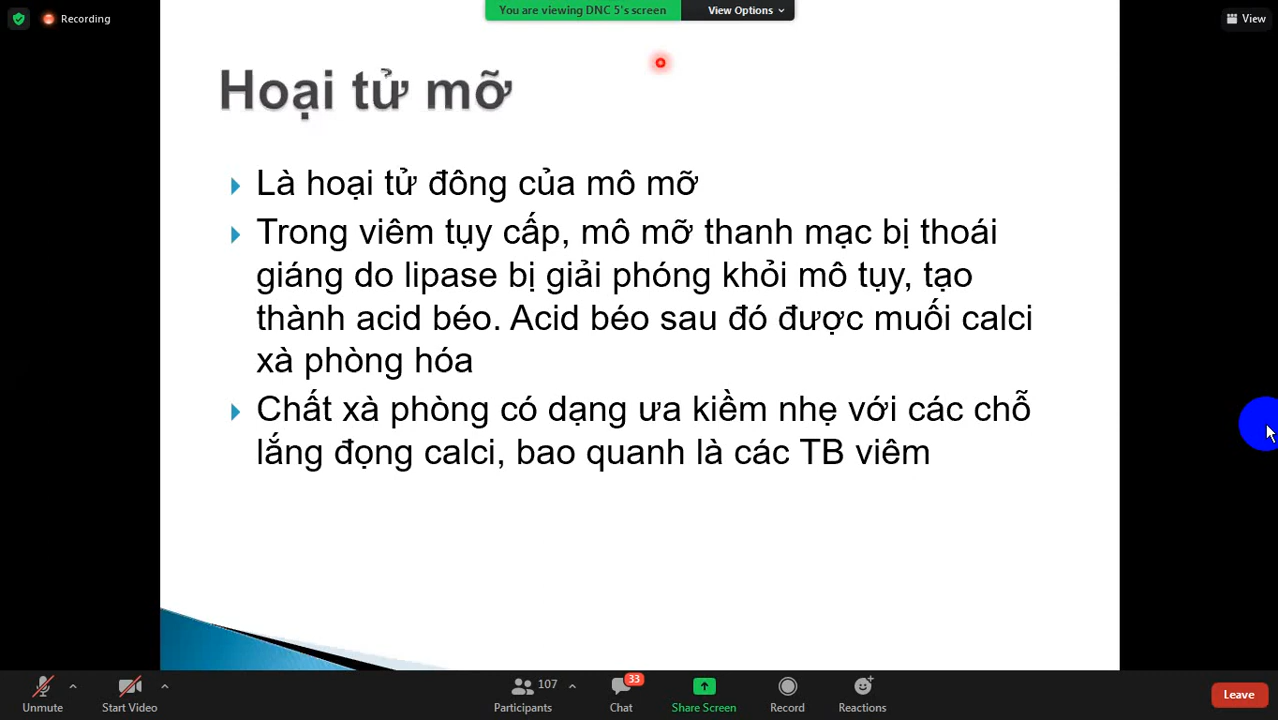 You are viewing DNC 5's screen
View Options
Recording
View
Hoại tử mỡ
Là hoại tử đông của mô mỡ
Trong viêm tụy cấp, mô mỡ thanh mạc bị thoái
giáng do lipase bị giải phóng khỏi mô tụy, tạo
thành acid béo. Acid béo sau đó được muối calci
xà phòng hóa
Chất xà phòng có dạng ưa kiềm nhẹ với các chỗ
lắng đọng calci, bao quanh là các TB viêm
107
33
Unmute
Start Video
Participants
Chat
Share Screen
Record
Reactions
Leave